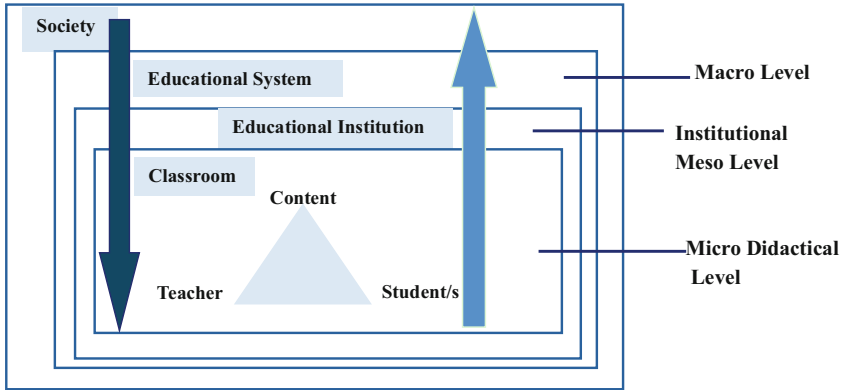 Society
Educational System
Macro Level
Educational Institution
Institutional
Meso Level
Classroom
Content
Micro Didactical
Level
Teacher
Student/s